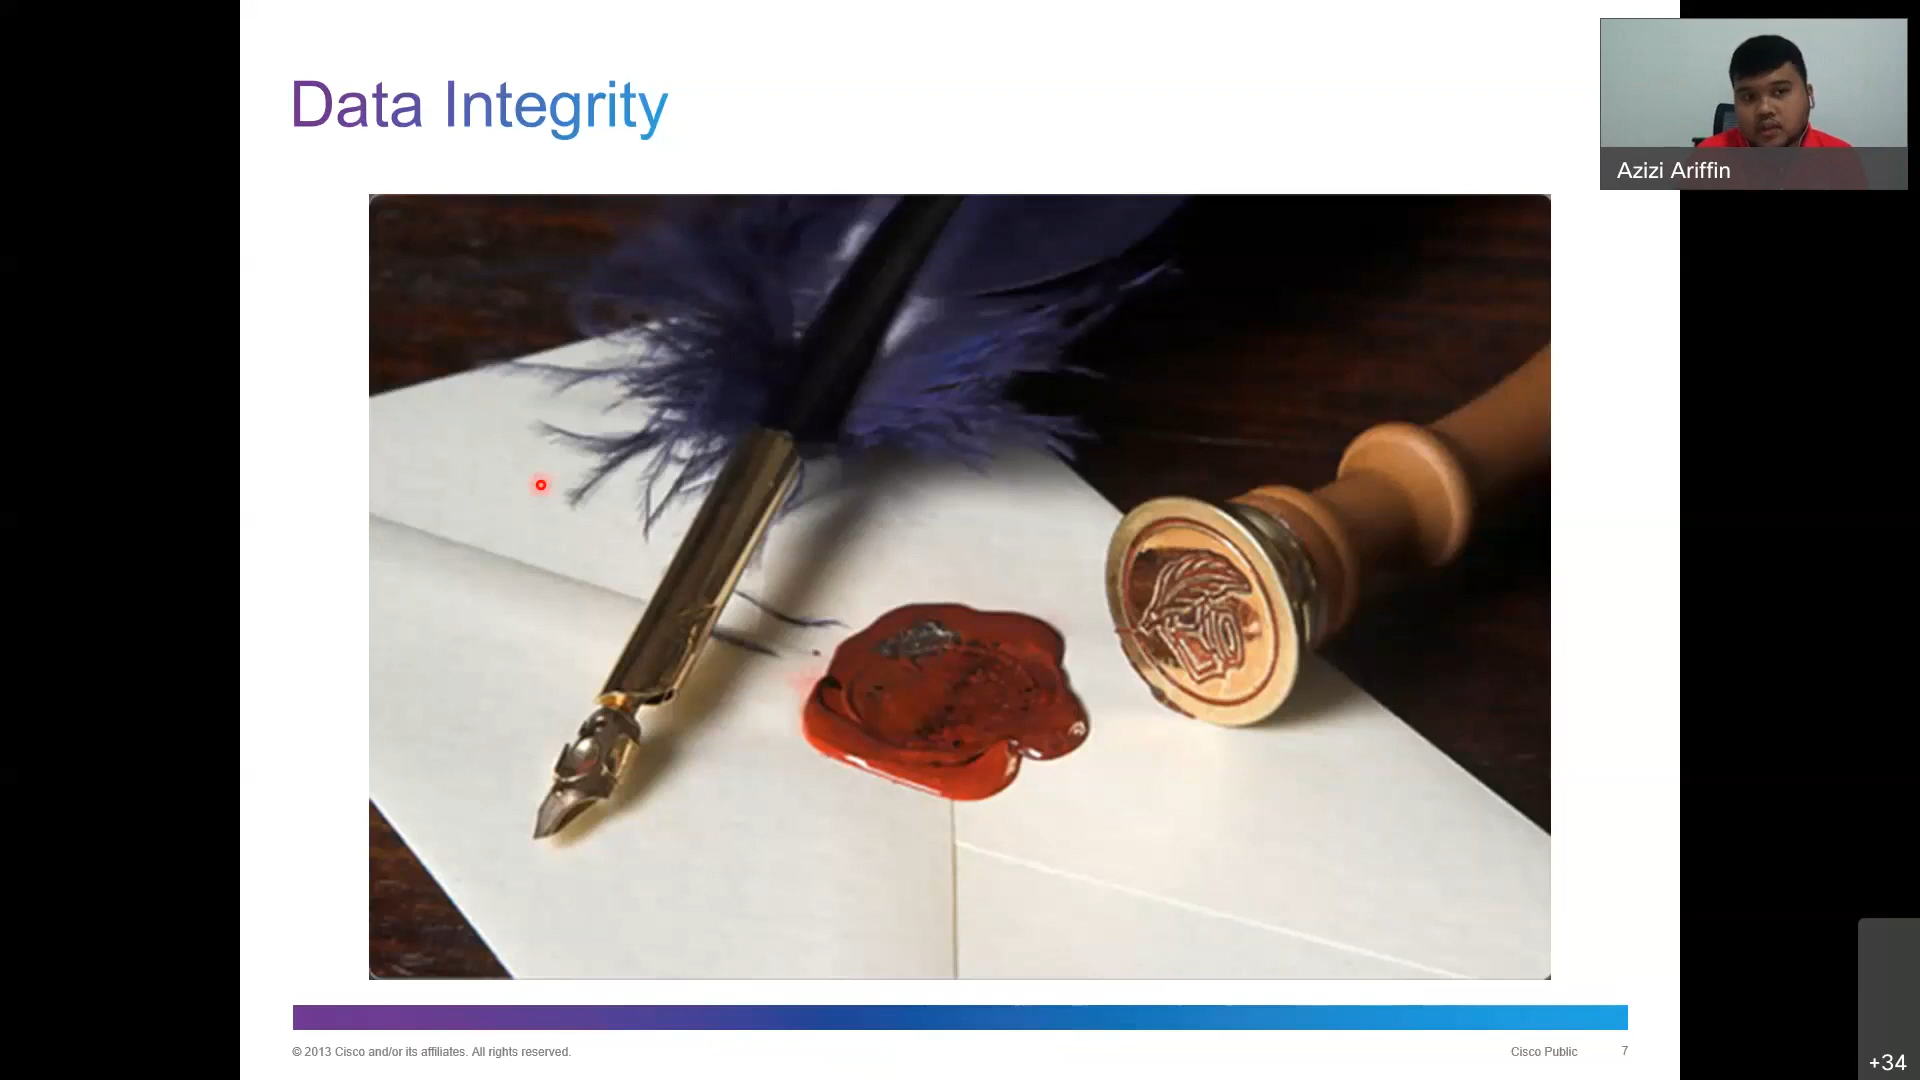 Data Integrity
Azizi Ariffin
© 2013 Cisco and/or its affiliates. All rights reserved.
Cisco Public
7
+34